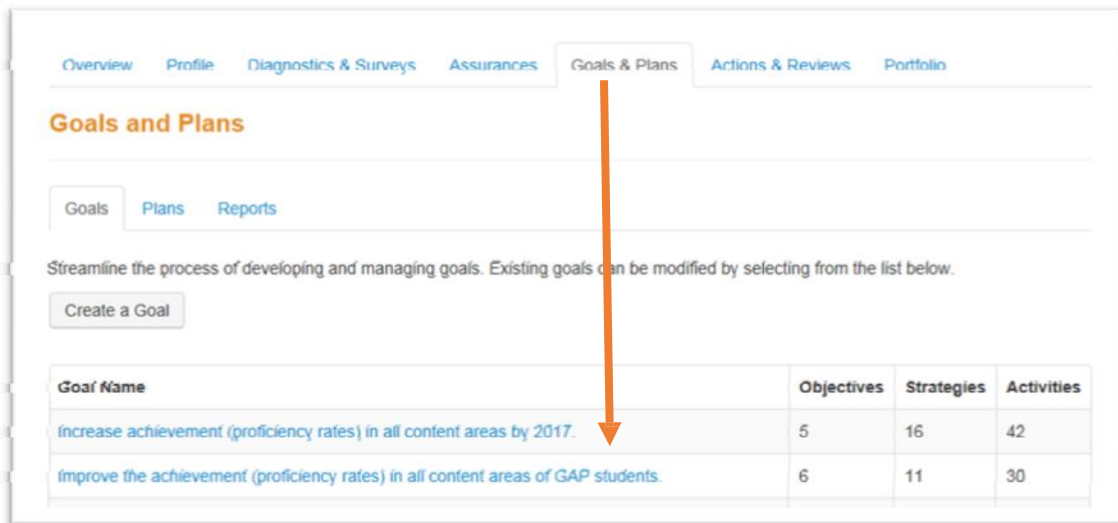 Overview Profile Diagnostics & Surveys Assurances Goals & Plans Actions & Reviews Portfolio
Goals and Plans
Goals Plans Reports
Streamline the process of developing and managing goals. Existing goals can be modified by selecting from the list below.
Create a Goal
Goal Name Objectives Strategies Activities
Increase achievement (proficiency rates) in all content areas by 2017. 5 16 42
Improve the achievement (proficiency rates) in all content areas of GAP students. 6 11 30